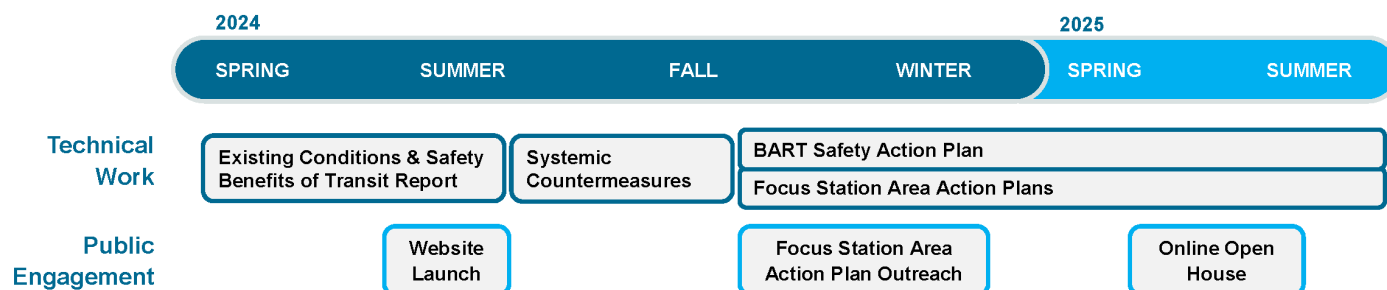 2024 2025
SPRING SUMMER FALL WINTER SPRING SUMMER
Technical
Work
Existing Conditions & Safety
Benefits of Transit Report
Systemic
Countermeasures
BART Safety Action Plan
Focus Station Area Action Plans
Public
Engagement
Website
Launch
Focus Station Area
Action Plan Outreach
Online Open
House